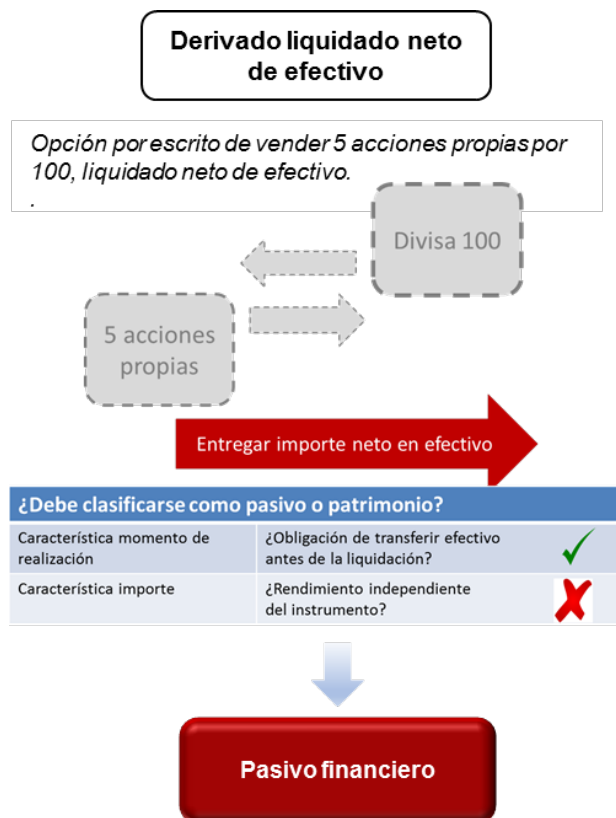 Derivado liquidado neto
de efectivo
Opción por escrito de vender 5 acciones propias por
100, liquidado neto de efectivo.
.
Divisa 100
5 acciones
propias
Entregar importe neto en efectivo
¿Debe clasificarse como pasivo o patrimonio?
Característica momento de
realización
¿Obligación de transferir efectivo
antes de la liquidación?
Característica importe
¿Rendimiento independiente
del instrumento?
Pasivo financiero